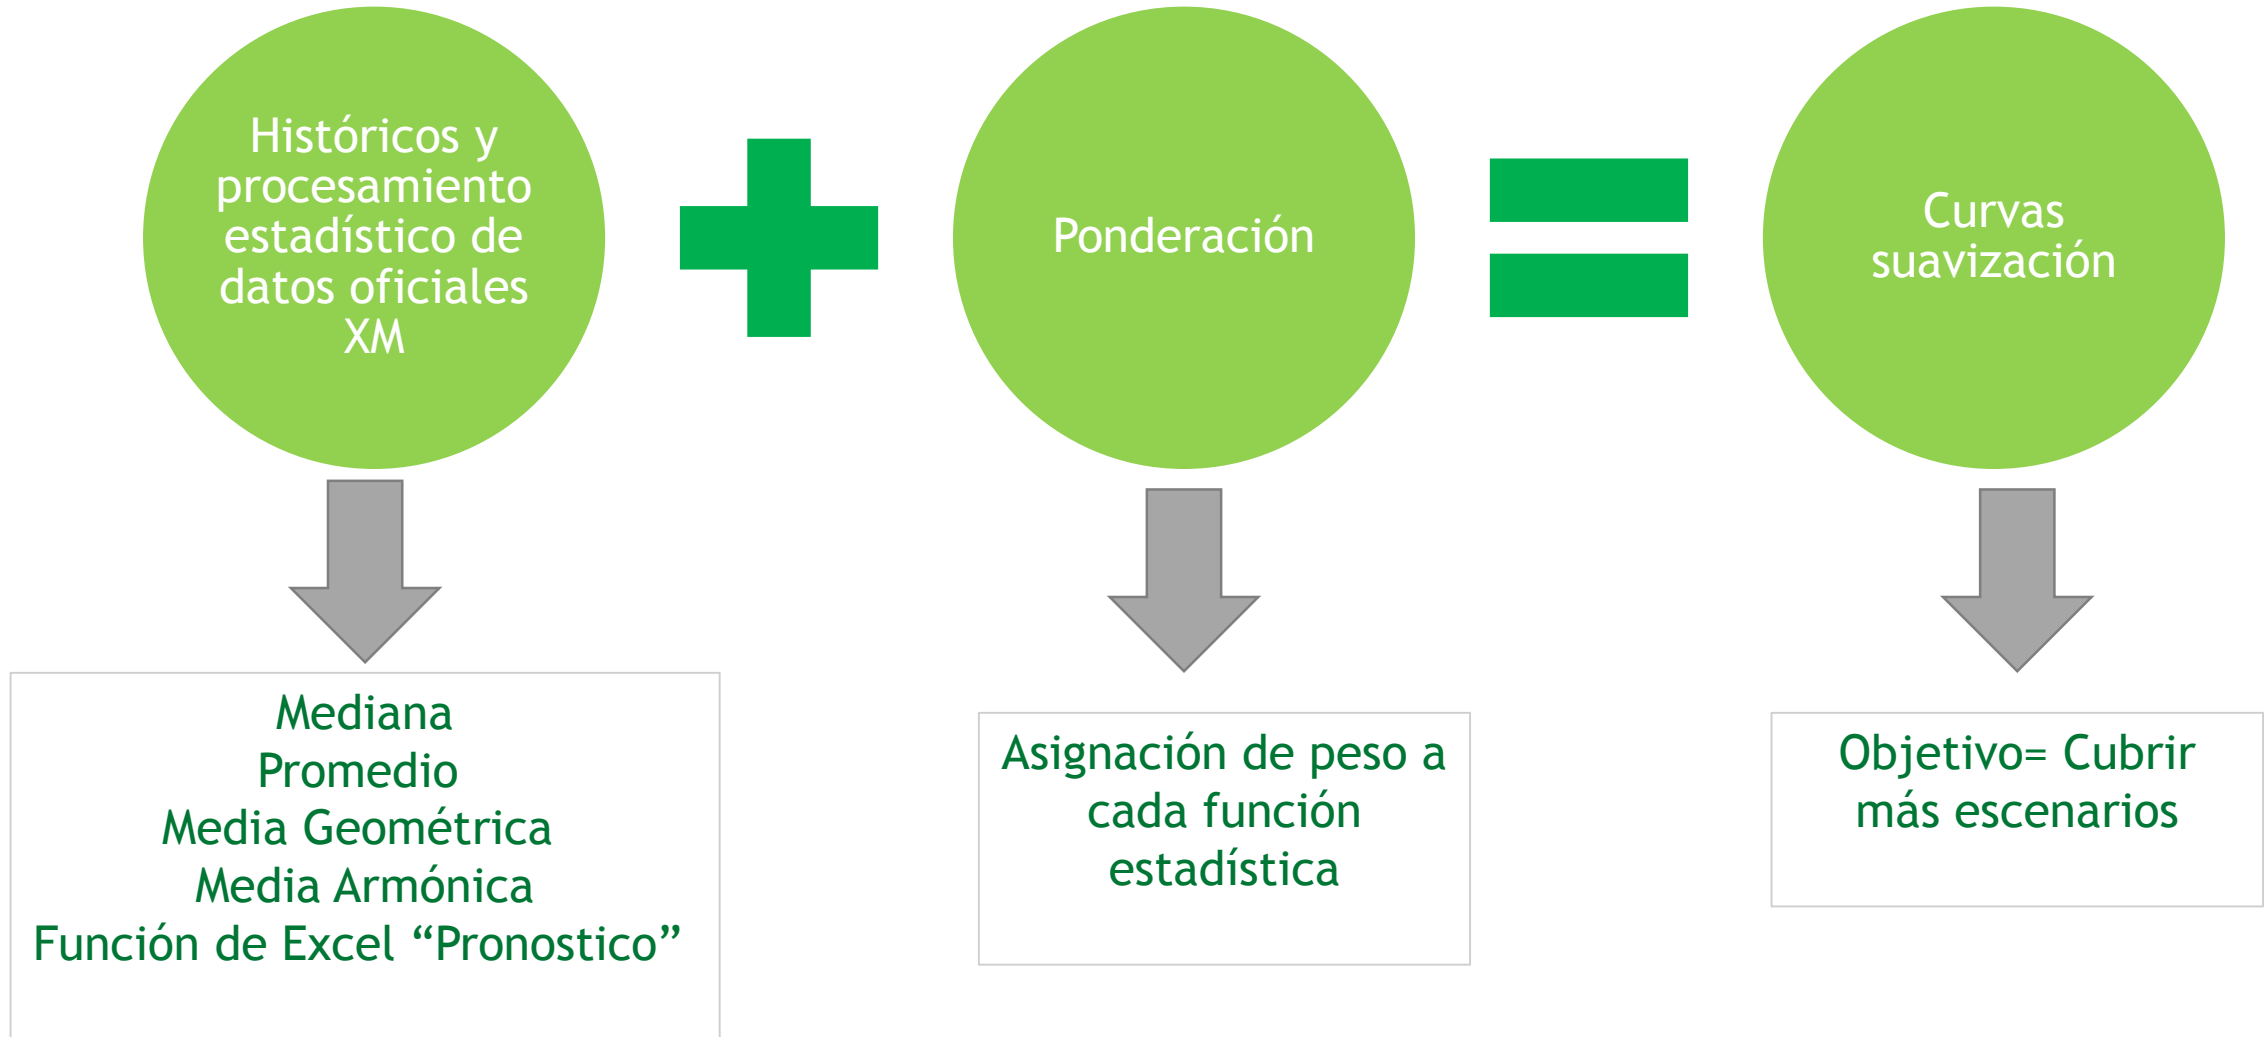 Históricos y
procesamiento
estadístico de
datos oficiales
XM
Ponderación
Curvas
suavización
Mediana
Promedio
Media Geométrica
Media Armónica
Función de Excel “Pronostico”
Asignación de peso a
cada función
estadística
Objetivo= Cubrir
más escenarios